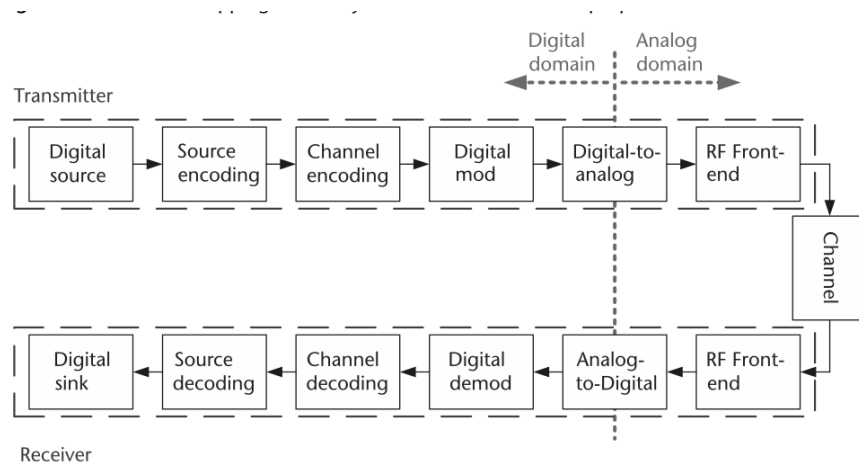 Digital
domain
Analog
domain
Transmitter
Digital
source
Source
encoding
Channel
encoding
Digital
mod
Digital-to-
analog
RF Front-
end
Channel
Digital
sink
Source
decoding
Channel
decoding
Digital
demod
Analog-
to-Digital
RF Front-
end
Receiver